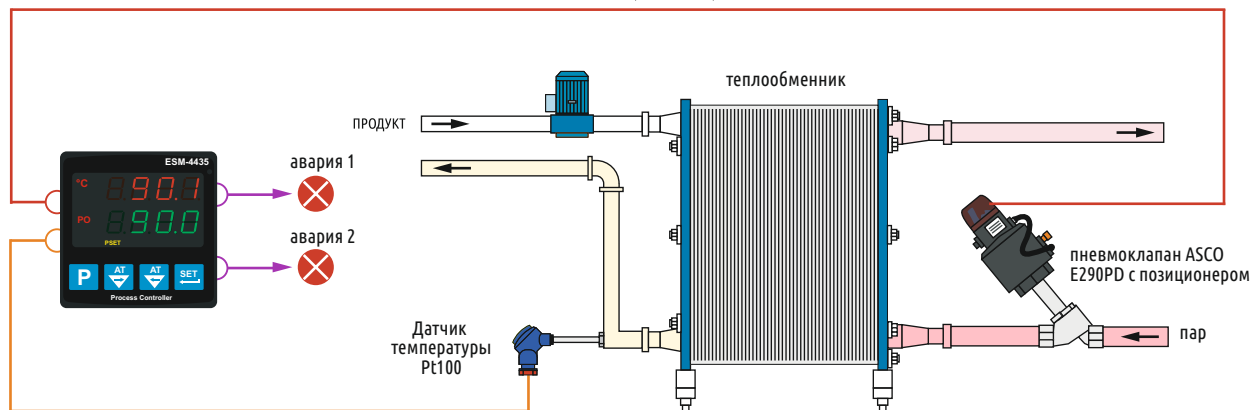 теплообменник
ПРОДУКТ
ESM-4435
°C
90.1
PO
90.0
PSET
P
AT
AT
SET
Process Controller
авария 1
авария 2
Датчик
температуры
Pt100
пневмоклапан ASCO
E290PD с позиционером
пар